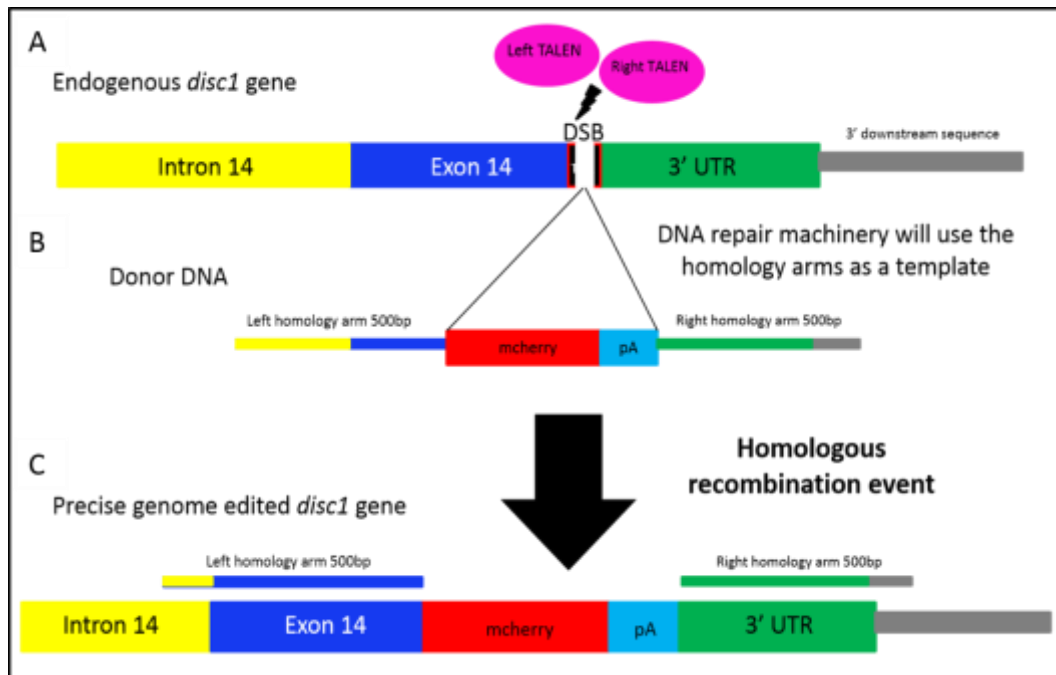 A
Endogenous disc1 gene
Left TALEN
Right TALEN
DSB
3’ downstream sequence
Intron 14
Exon 14
3’ UTR
B
Donor DNA
DNA repair machinery will use the
homology arms as a template
Left homology arm 500bp
Right homology arm 500bp
mcherry
pA
C
Homologous
recombination event
Precise genome edited disc1 gene
Left homology arm 500bp
Right homology arm 500bp
Intron 14
Exon 14
mcherry
pA
3’ UTR